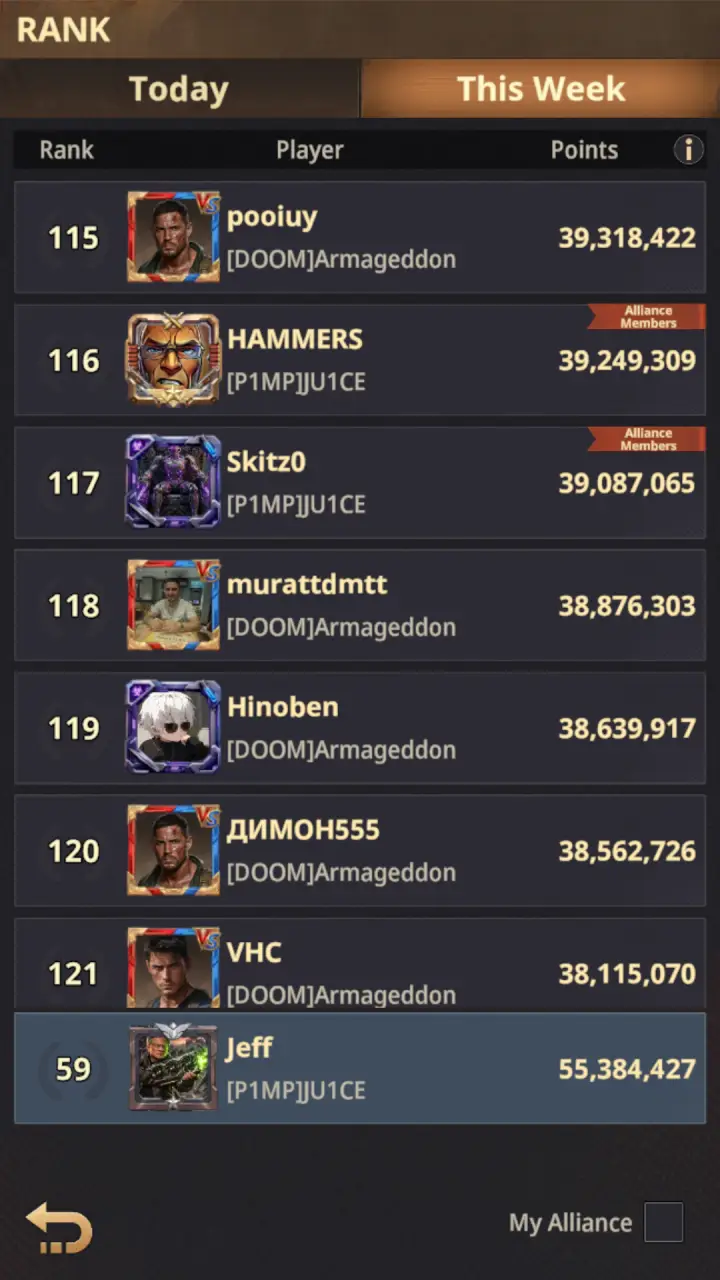 RANK
Today
This Week
Rank
Player
Points
115
pooiuy
[DOOM]Armageddon
39,318,422
Alliance
Members
116
HAMMERS
[P1MP]JU1CE
39,249,309
Alliance
Members
117
Skitz0
[P1MP]JU1CE
39,087,065
118
murattdmtt
[DOOM]Armageddon
38,876,303
119
Hinoben
[DOOM]Armageddon
38,639,917
120
ДИМОН555
[DOOM]Armageddon
38,562,726
121
VHC
[DOOM]Armageddon
38,115,070
59
Jeff
[P1MP]JU1CE
55,384,427
My Alliance